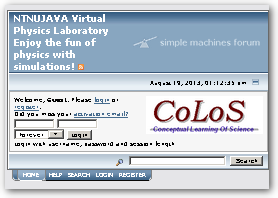 NTNUJAVA Virtual
Physics Laboratory
Enjoy the fun of
physics with
simulations!
simple machines forum
August 19, 2013, 01:12:35 pm
Welcome, Guest. Please login or
register.
Did you miss your activation email?
Forever
Login
Login with username, password and session length
CoLoS
Conceptual Learning Of Science
Search
HOME HELP SEARCH LOGIN REGISTER